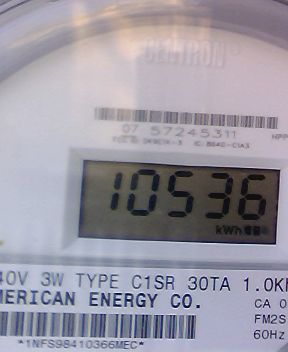 CENTRON
07 57245311
10536
kWh
40V 3W TYPE C1SR 30TA 1.0K
MERICAN ENERGY CO.
CA 0
FM2S
60Hz
*1NFS98410366MEC*